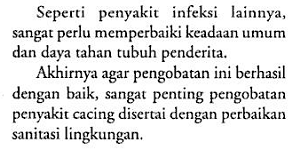 Seperti penyakit infeksi lainnya,
sangat perlu memperbaiki keadaan umum
dan daya tahan tubuh penderita.
Akhirnya agar pengobatan ini berhasil
dengan baik, sangat penting pengobatan
penyakit cacing disertai dengan perbaikan
sanitasi lingkungan.